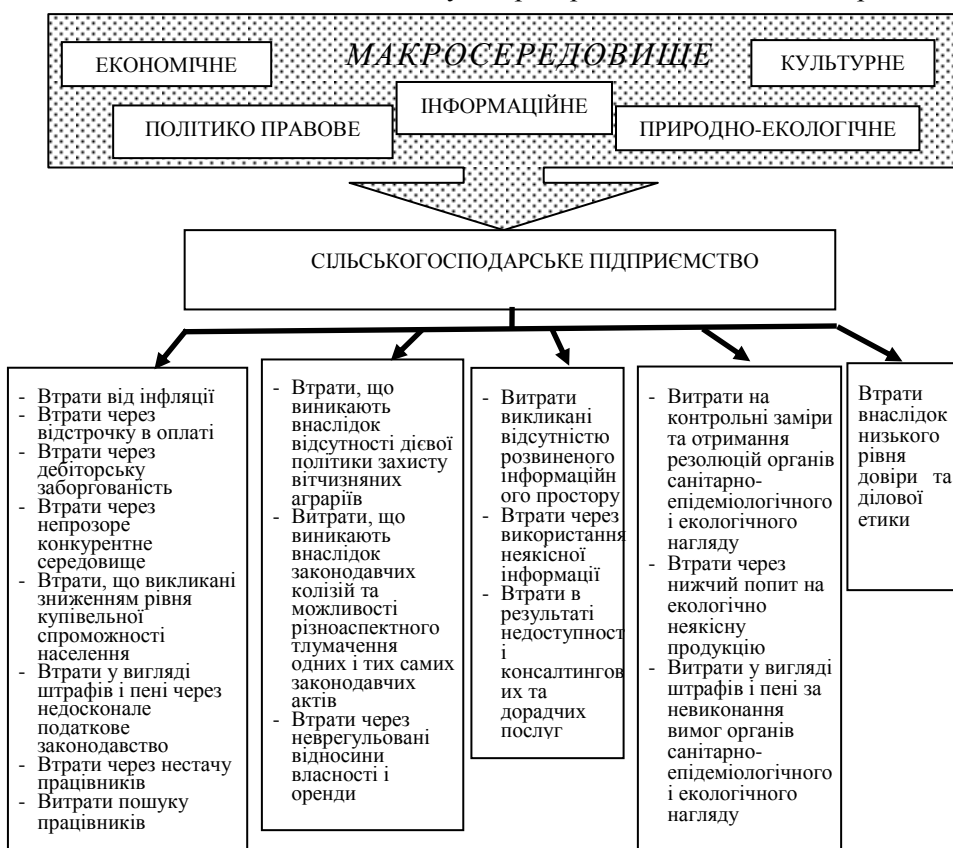 МАКРОСЕРЕДОВИЩЕ
ЕКОНОМІЧНЕ
КУЛЬТУРНЕ
ІНФОРМАЦІЙНЕ
ПОЛІТИКО ПРАВОВЕ
ПРИРОДНО-ЕКОЛОГІЧНЕ
СІЛЬСЬКОГОСПОДАРСЬКЕ ПІДПРИЄМСТВО
- Втрати від інфляції
- Втрати через
відстрочку в оплаті
- Втрати через
дебіторську
заборгованість
- Втрати через
непрозоре
конкурентне
середовище
- Втрати, що викликані
зниженням рівня
купівельної
спроможності
населення
- Втрати у вигляді
штрафів і пені через
недосконале
податкове
законодавство
- Втрати через нестачу
працівників
- Витрати пошуку
працівників
- Втрати, що
виникають
внаслідок
відсутності дієвої
політики захисту
вітчизняних
аграріїв
- Витрати, що
виникають
внаслідок
законодавчих
колізій та
можливості
різноаспектного
тлумачення
одних і тих самих
законодавчих
актів
- Втрати через
неврегульовані
відносини
власності і
оренди
- Витрати
викликані
відсутністю
розвиненого
інформаційн
ого простору
- Втрати через
використання
неякісної
інформації
- Втрати в
результаті
недоступност
і
консалтингов
их та
дорадчих
послуг
- Витрати на
контрольні заміри
та отримання
резолюцій органів
санітарно-
епідеміологічного
і екологічного
нагляду
- Втрати через
нижчий попит на
екологічно
неякісну
продукцію
- Витрати у вигляді
штрафів і пені за
невиконання
вимог органів
санітарно-
епідеміологічного
і екологічного
нагляду
Втрати
внаслідок
низького
рівня
довіри та
ділової
етики